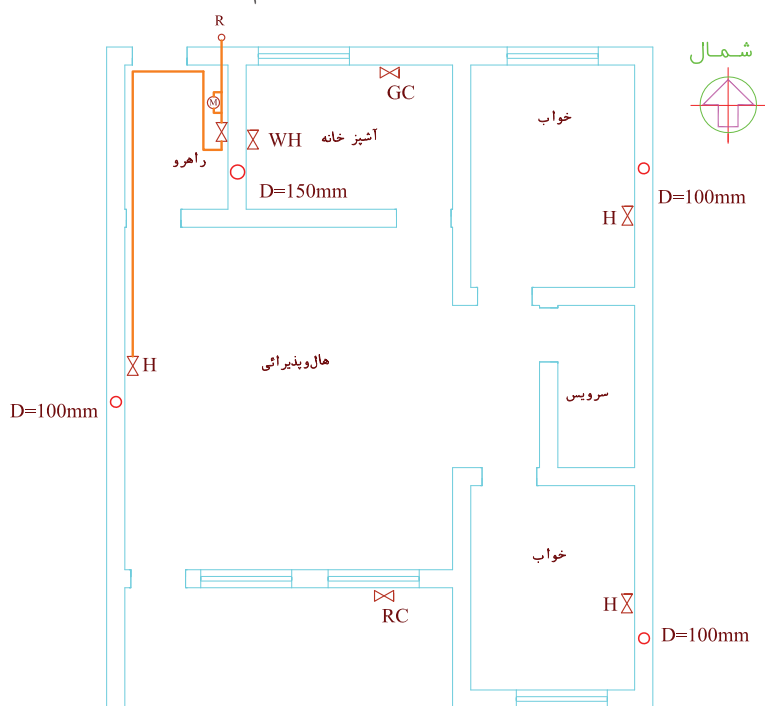 R
شمال
GC
خواب
M
WH
آشپز خانه
راهرو
D=150mm
D=100mm
H
H
هال‌وپذیرائی
سرویس
D=100mm
خواب
H
RC
D=100mm